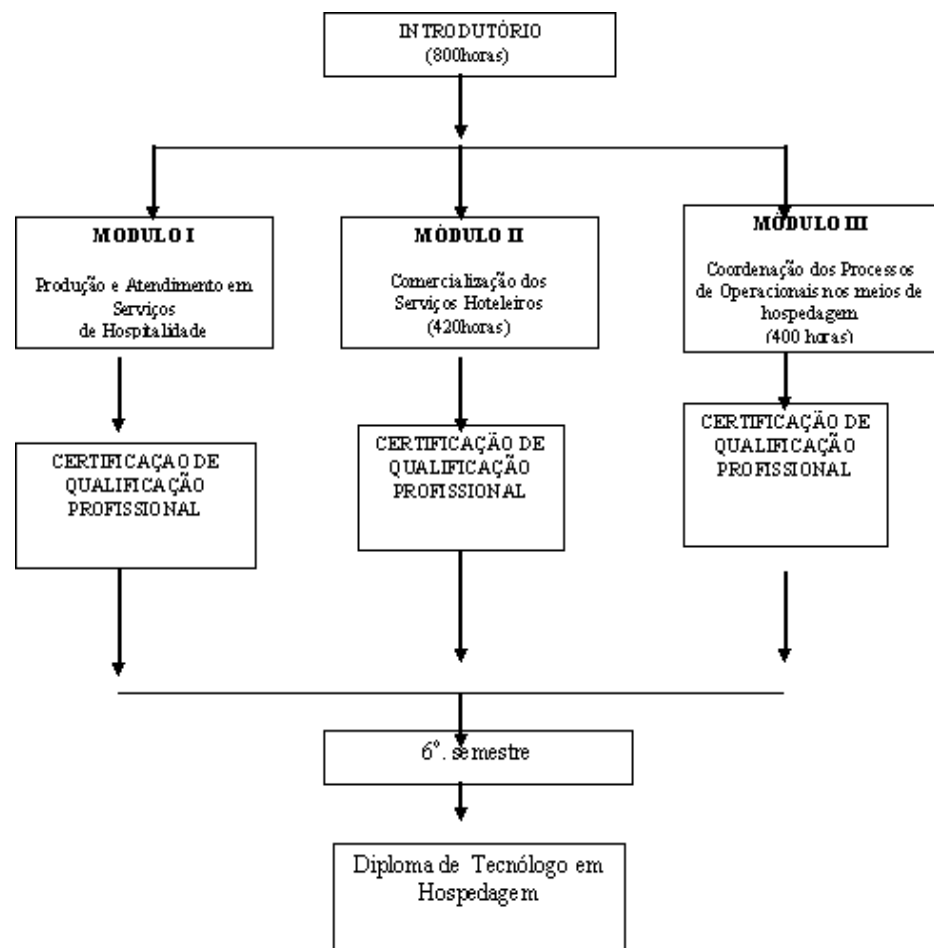 INTRODUTÓRIO
(800horas)
MODULO I
Produção e Atendimento em
Serviços
de Hospitalidade
MÓDULO II
Comercialização dos
Serviços Hoteleiros
(420horas)
MÓDULO III
Coordenação dos Processos
de Operacionais nos meios de
hospedagem
(400 horas)
CERTIFICAÇAO DE
QUALIFICAÇÃO
PROFISSIONAL
CERTIFICAÇÃO DE
QUALIFICAÇÃO
PROFISSIONAL
CERTIFICAÇÃO DE
QUALIFICAÇÃO
PROFISSIONAL
6º. semestre
Diploma de Tecnólogo em
Hospedagem